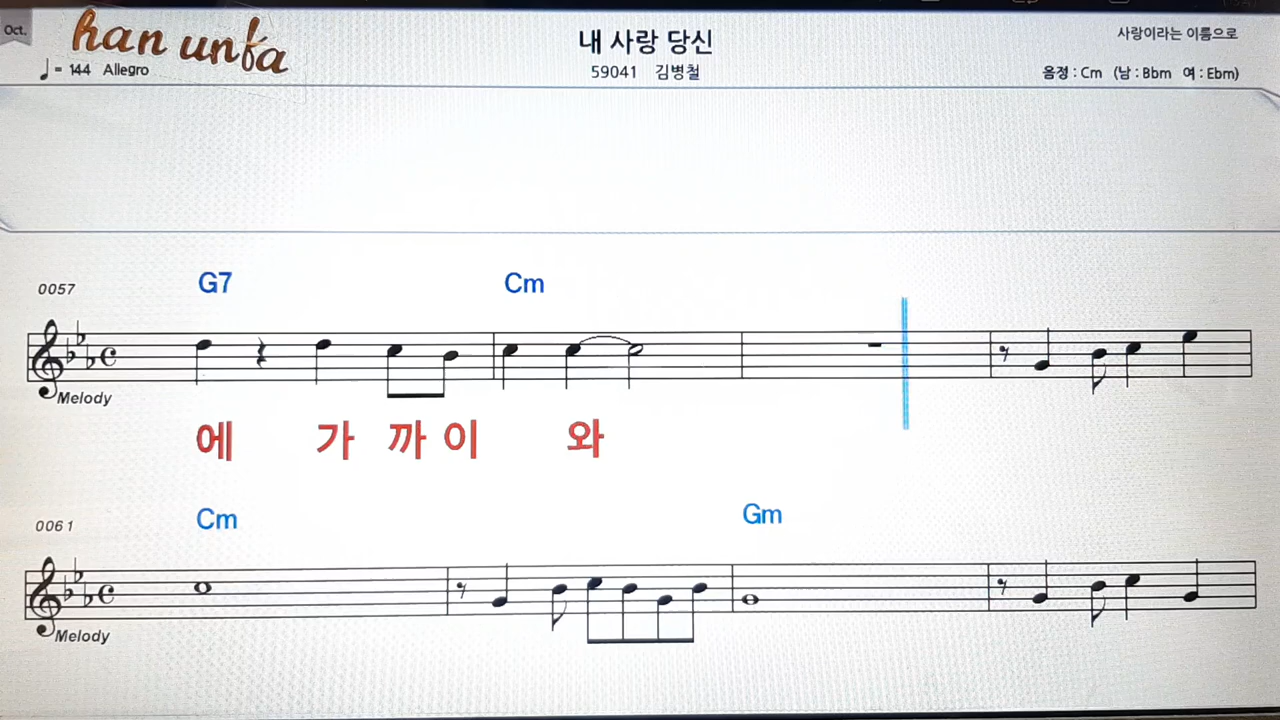 Oct.
han unfa
♩ = 144 Allegro
내 사랑 당신
59041 김병철
사랑이라는 이름으로
음정 : Cm (남 : Bbm 여 : Ebm)
0057
G7 Cm
Melody
에 가 까 이 와
0061
Cm Gm
Melody